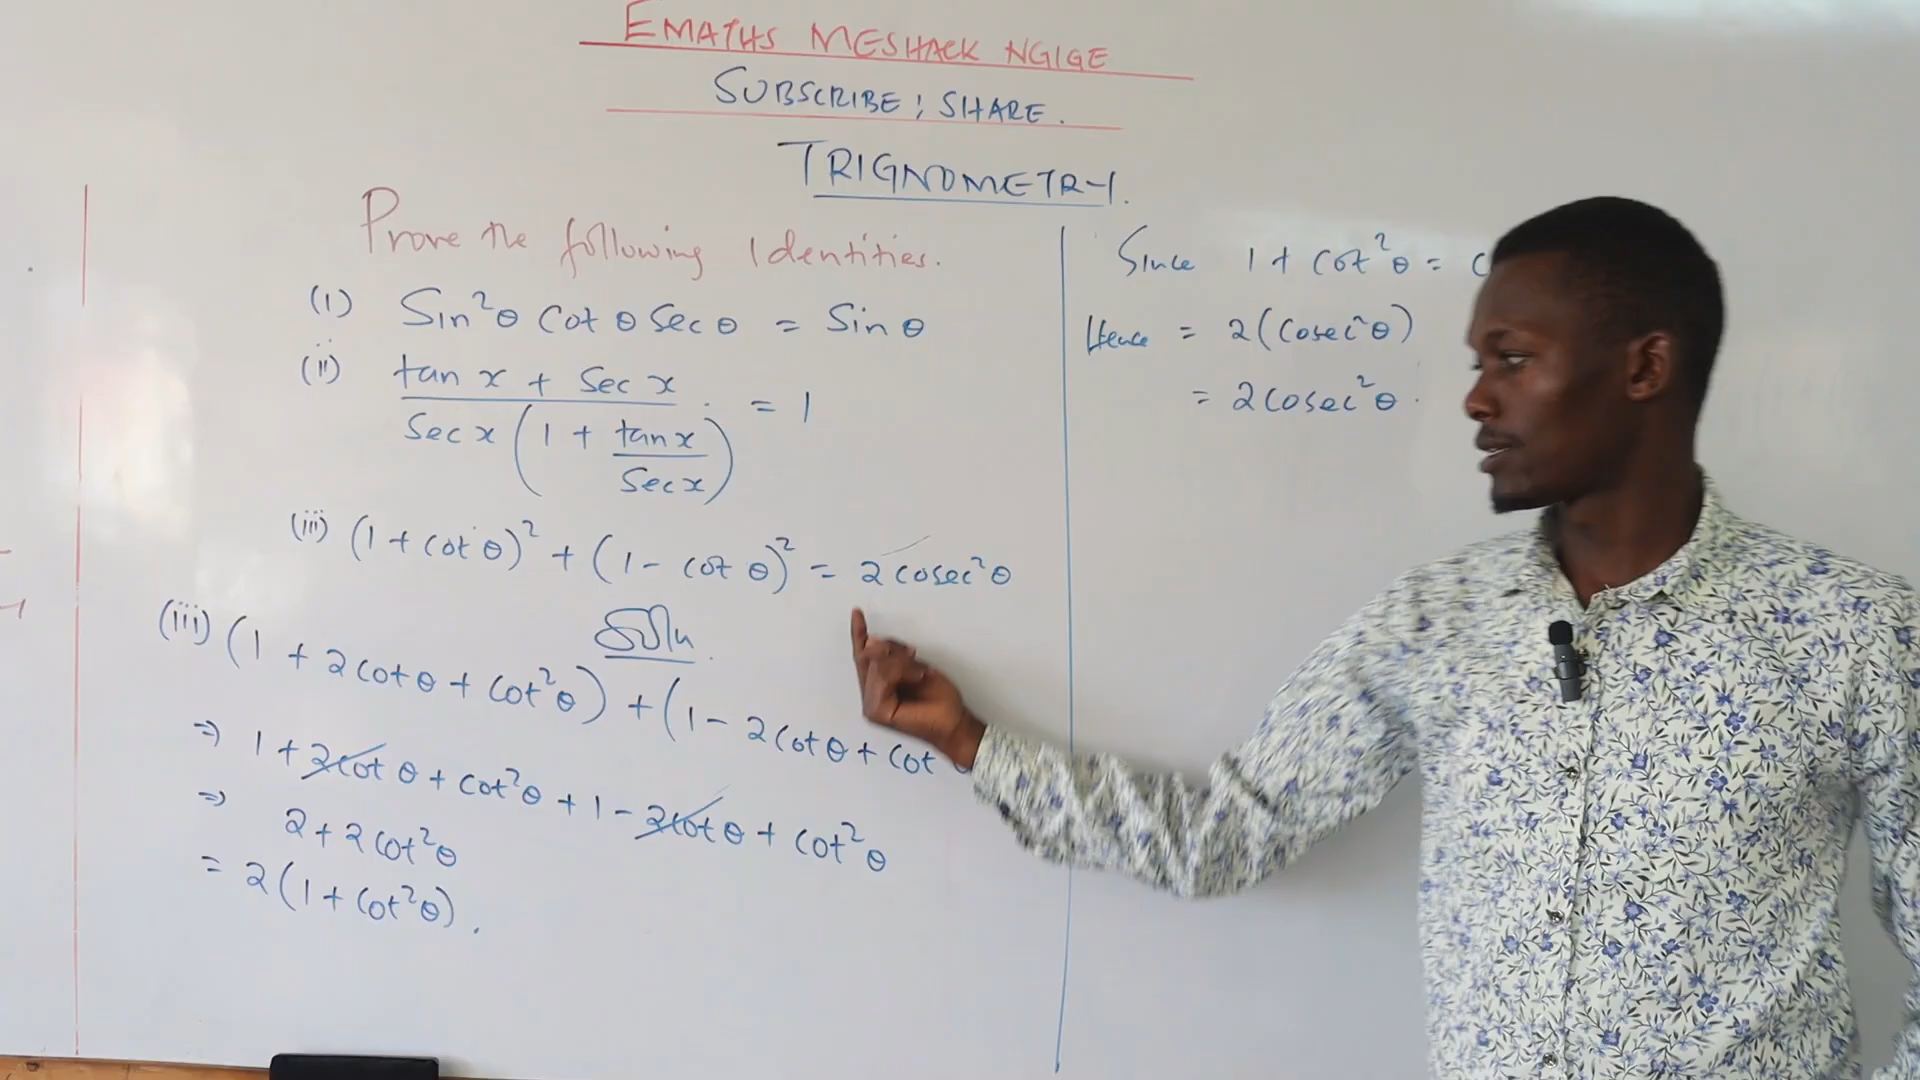 EMATHS MESHACK NGIGE
SUBSCRIBE; SHARE.
TRIGNOMETRY.
Prove the following Identities.
(i) Sin²θ Cot θ Sec θ = Sin θ
(ii) tan x + Sec x
Sec x (1 + tan x / Sec x) = 1
(iii) (1 + cot θ)² + (1 - cot θ)² = 2cosec²θ
Soln
(iii) (1 + 2cot θ + cot²θ) + (1 - 2cot θ + cot
⇒ 1 + 2cot θ + cot²θ + 1 - 2cot θ + cot²θ
⇒ 2 + 2cot²θ
= 2(1 + cot²θ).
Since 1 + cot²θ = c
Hence = 2(cosec²θ)
= 2cosec²θ.